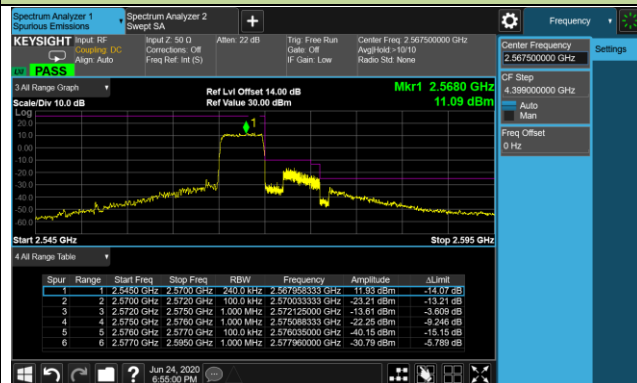 Spectrum Analyzer 1
Spurious Emissions
Spectrum Analyzer 2
Swept SA
Frequency
KEYSIGHT
Input: RF
Coupling: DC
Align: Auto
Input Z: 50 Ω
Corrections: Off
Freq Ref: Int (S)
Atten: 22 dB
Trig: Free Run
Gate: Off
IF Gain: Low
Center Freq: 2.567500000 GHz
Avg|Hold:>10/10
Radio Std: None
PASS
Center Frequency
2.567500000 GHz
Settings
CF Step
4.399000000 GHz
Auto
Man
Freq Offset
0 Hz
3 All Range Graph
Scale/Div 10.0 dB
Ref Lvl Offset 14.00 dB
Ref Value 30.00 dBm
Mkr1 2.5680 GHz
11.09 dBm
Log
20.0
10.0
0.00
-10.0
-20.0
-30.0
-40.0
-50.0
-60.0
1
Start 2.545 GHz
Stop 2.595 GHz
4 All Range Table
Spur Range Start Freq Stop Freq RBW Frequency Amplitude ΔLimit
1 1 2.5450 GHz 2.5700 GHz 240.0 kHz 2.567958333 GHz 11.93 dBm -14.07 dB
2 2 2.5700 GHz 2.5720 GHz 100.0 kHz 2.570033333 GHz -23.21 dBm -13.21 dB
3 3 2.5720 GHz 2.5750 GHz 1.000 MHz 2.572125000 GHz -13.61 dBm -3.609 dB
4 4 2.5750 GHz 2.5760 GHz 1.000 MHz 2.575088333 GHz -22.25 dBm -9.246 dB
5 5 2.5760 GHz 2.5770 GHz 100.0 kHz 2.576035000 GHz -40.15 dBm -15.15 dB
6 6 2.5770 GHz 2.5950 GHz 1.000 MHz 2.577960000 GHz -30.79 dBm -5.789 dB
Jun 24, 2020
6:55:00 PM